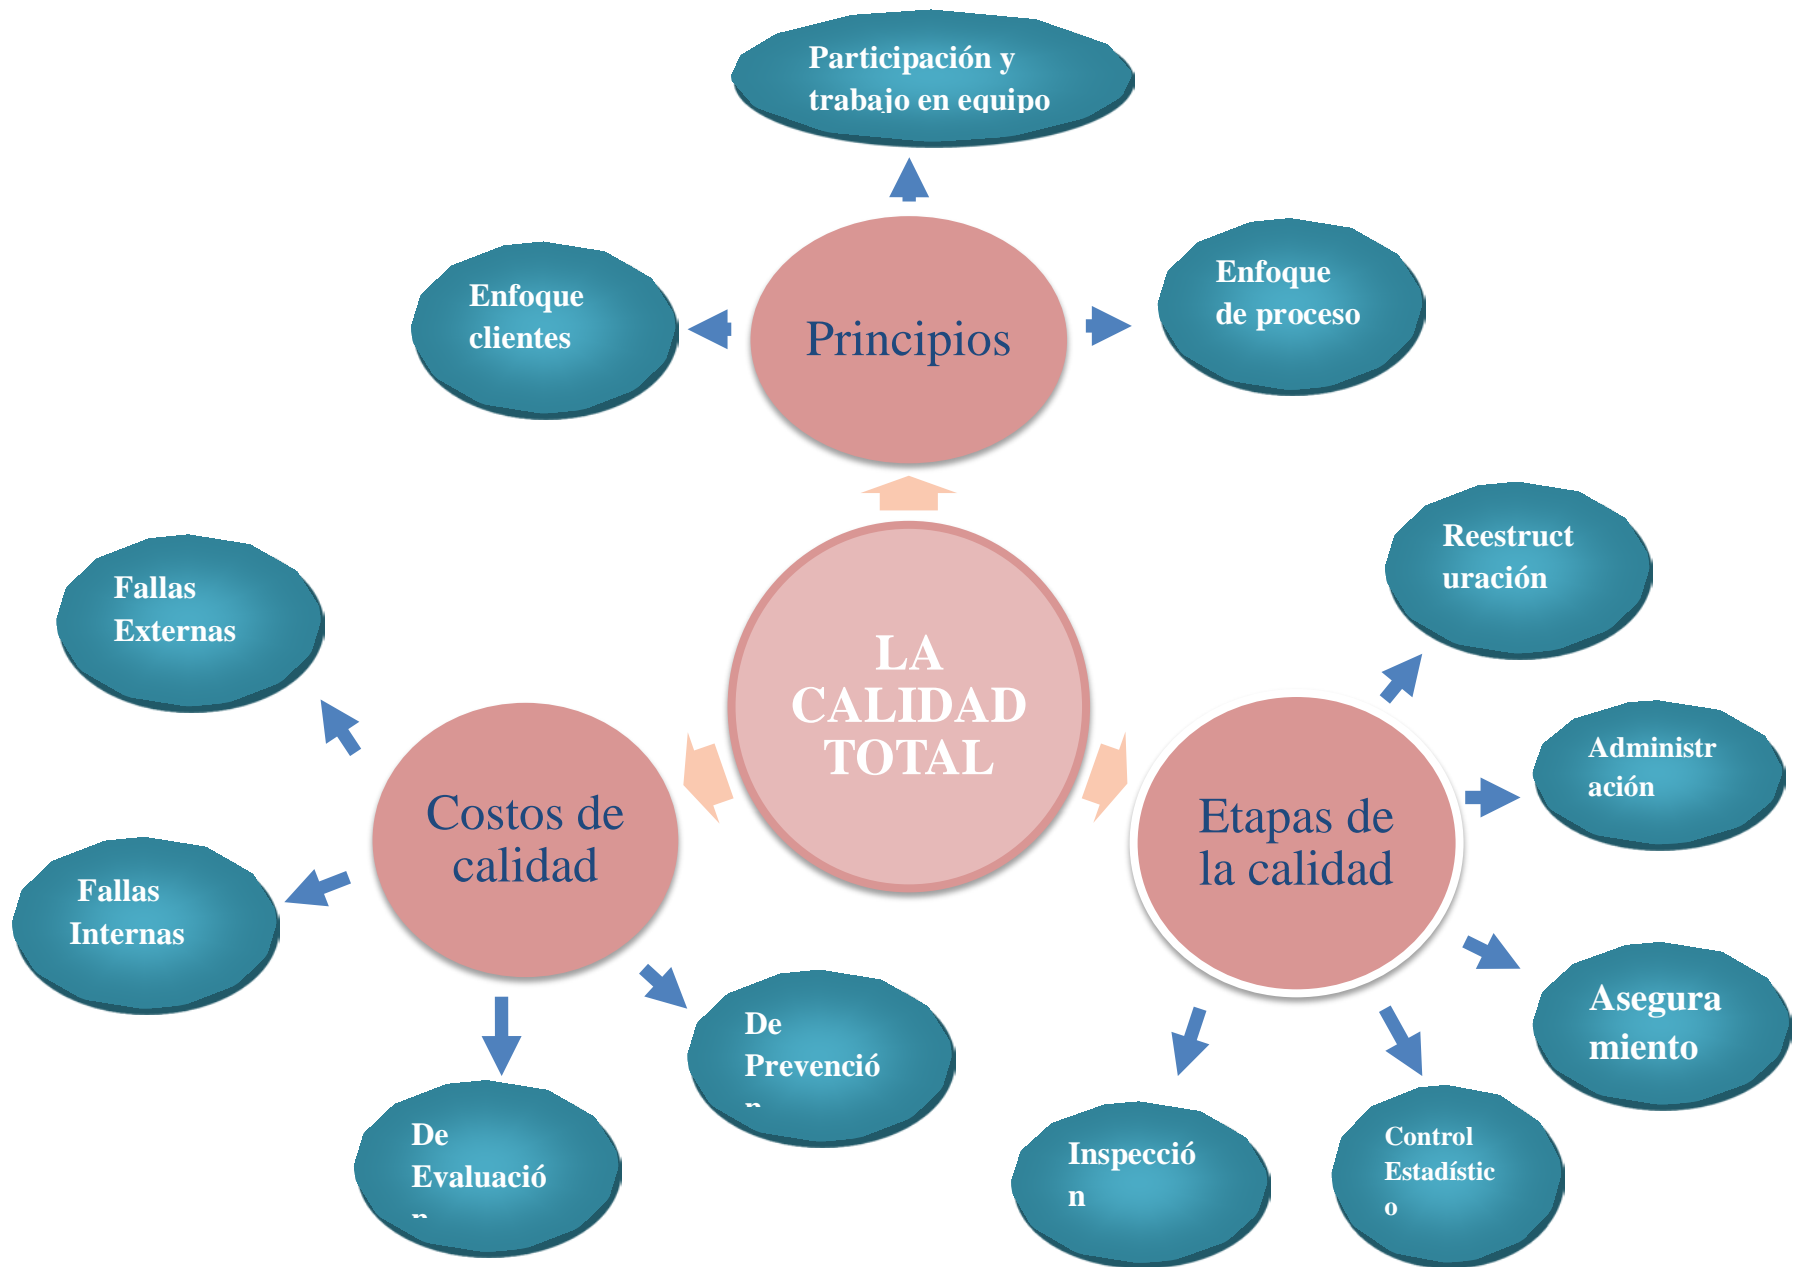 Participación y
trabajo en equipo
Enfoque
clientes
Principios
Enfoque
de proceso
Reestruct
uración
Fallas
Externas
LA
CALIDAD
TOTAL
Administr
ación
Costos de
calidad
Etapas de
la calidad
Fallas
Internas
Asegura
miento
De
Prevenció
n
De
Evaluació
n
Inspecció
n
Control
Estadístic
o